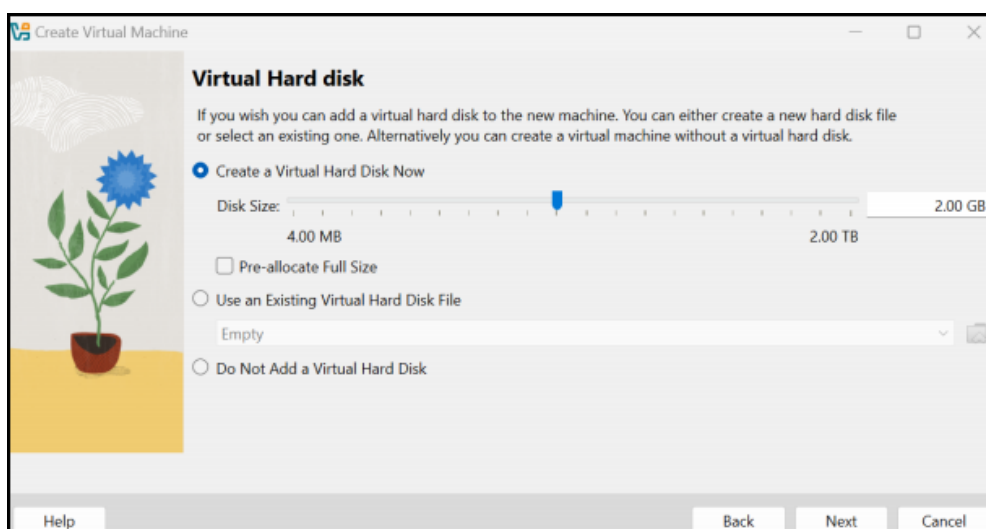 Create Virtual Machine
Virtual Hard disk
If you wish you can add a virtual hard disk to the new machine. You can either create a new hard disk file
or select an existing one. Alternatively you can create a virtual machine without a virtual hard disk.
Create a Virtual Hard Disk Now
Disk Size: 2.00 GB
4.00 MB 2.00 TB
Pre-allocate Full Size
Use an Existing Virtual Hard Disk File
Empty
Do Not Add a Virtual Hard Disk
Help Back Next Cancel